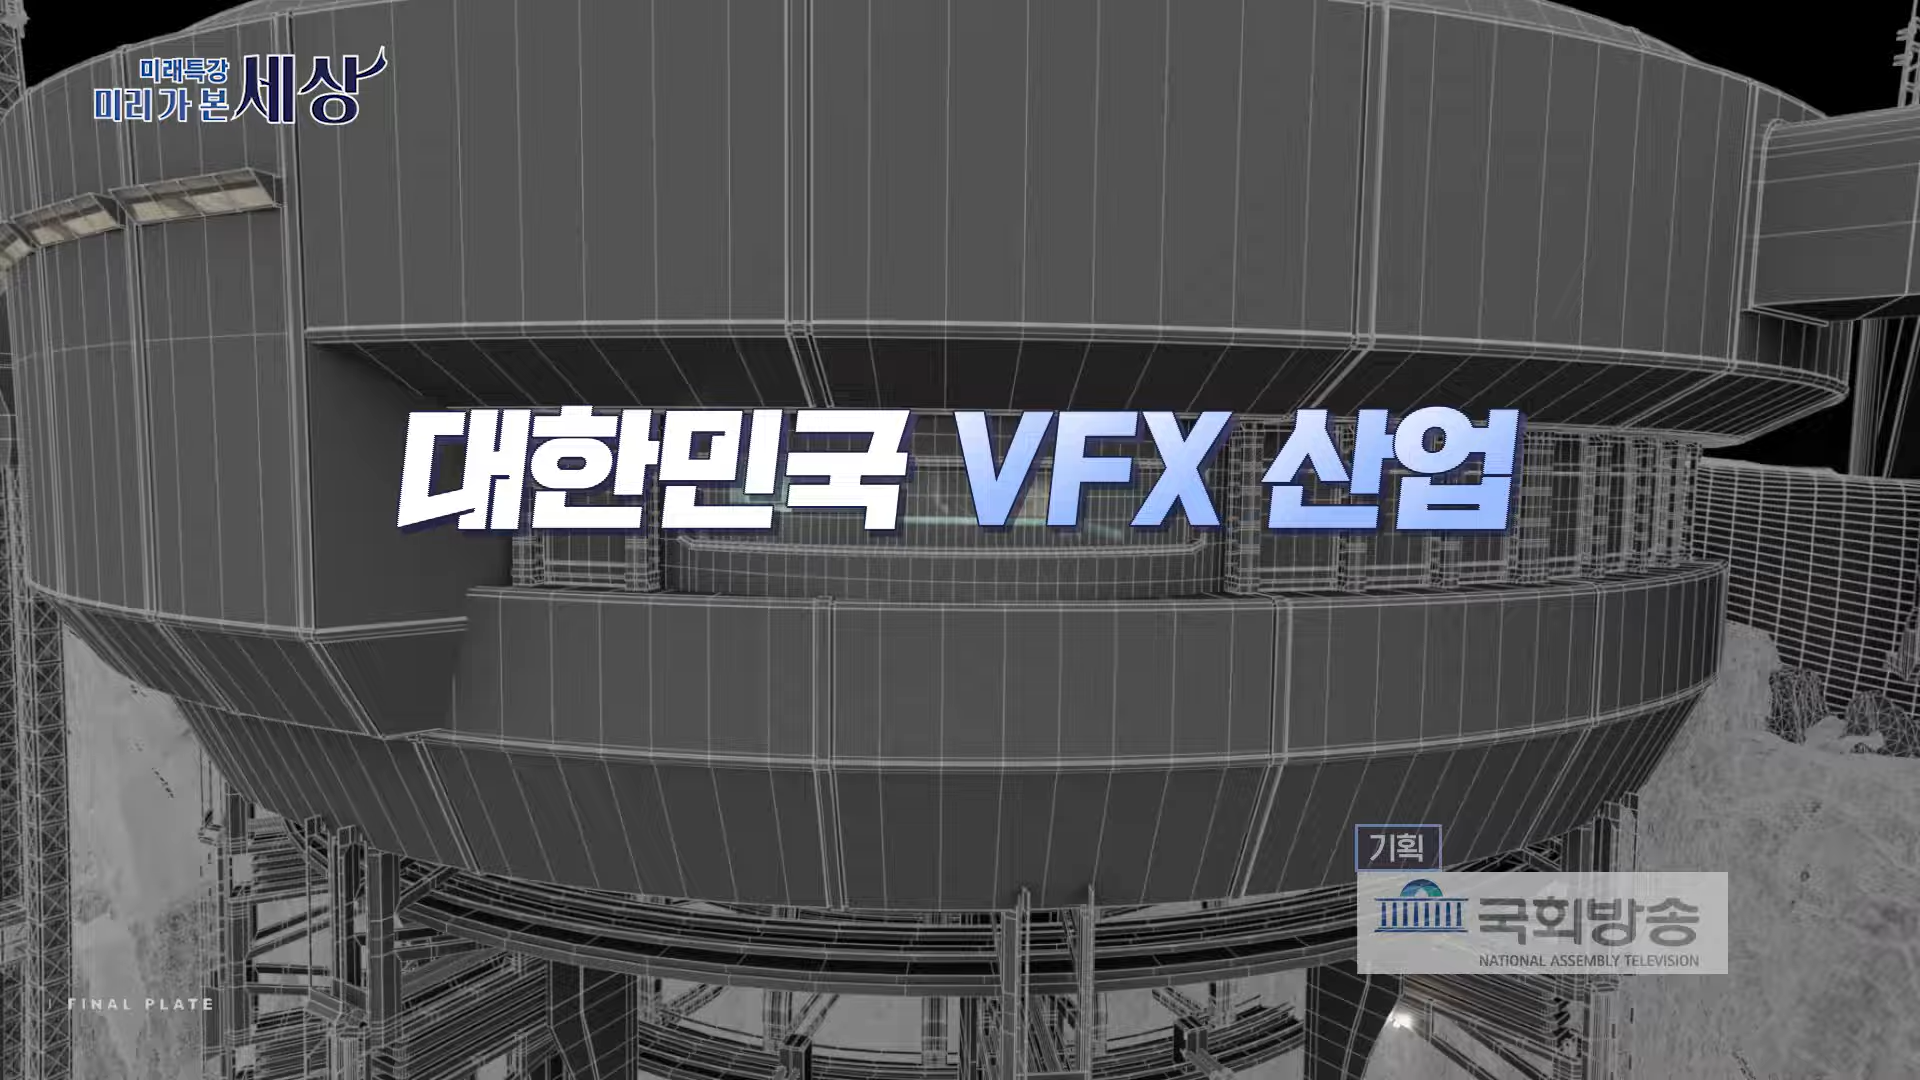 미래특강
미리 가 본 세상
대한민국 VFX 산업
기획
국회방송
NATIONAL ASSEMBLY TELEVISION
FINAL PLATE